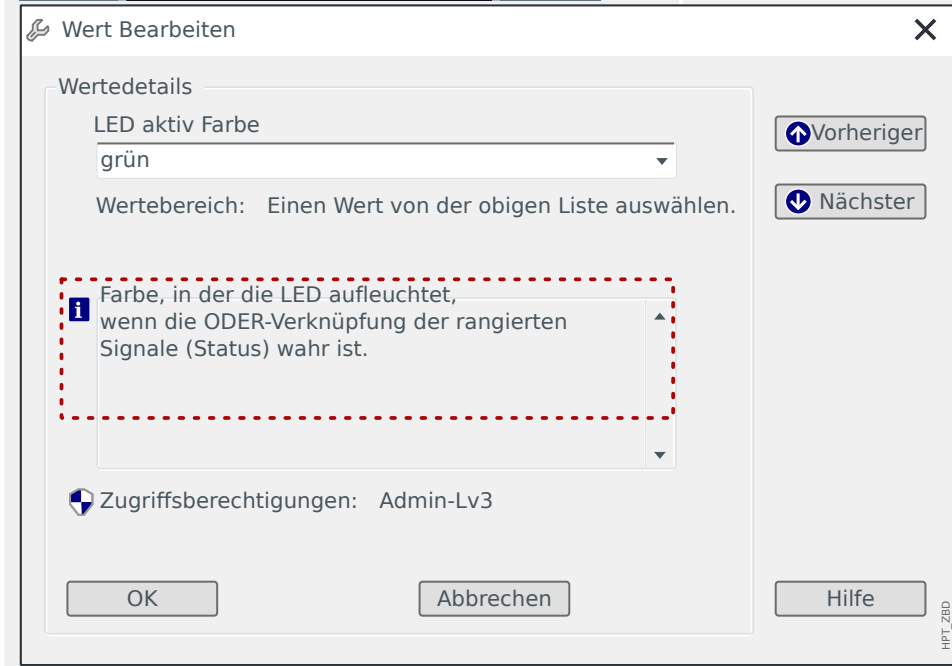 Wert Bearbeiten
Wertedetails
LED aktiv Farbe
grün
Wertebereich: Einen Wert von der obigen Liste auswählen.
Vorheriger
Nächster
i
Farbe, in der die LED aufleuchtet,
wenn die ODER-Verknüpfung der rangierten
Signale (Status) wahr ist.
Zugriffsberechtigungen: Admin-Lv3
OK
Abbrechen
Hilfe
HPT_ZBD